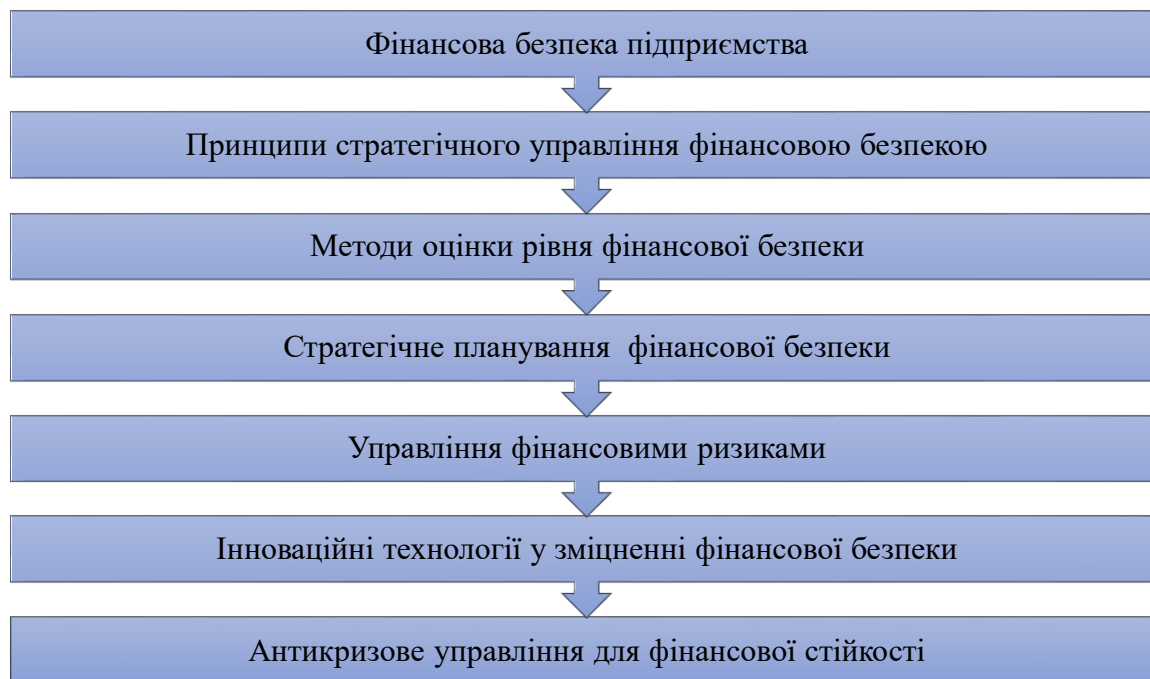 Фінансова безпека підприємства
Принципи стратегічного управління фінансовою безпекою
Методи оцінки рівня фінансової безпеки
Стратегічне планування фінансової безпеки
Управління фінансовими ризиками
Інноваційні технології у зміцненні фінансової безпеки
Антикризове управління для фінансової стійкості